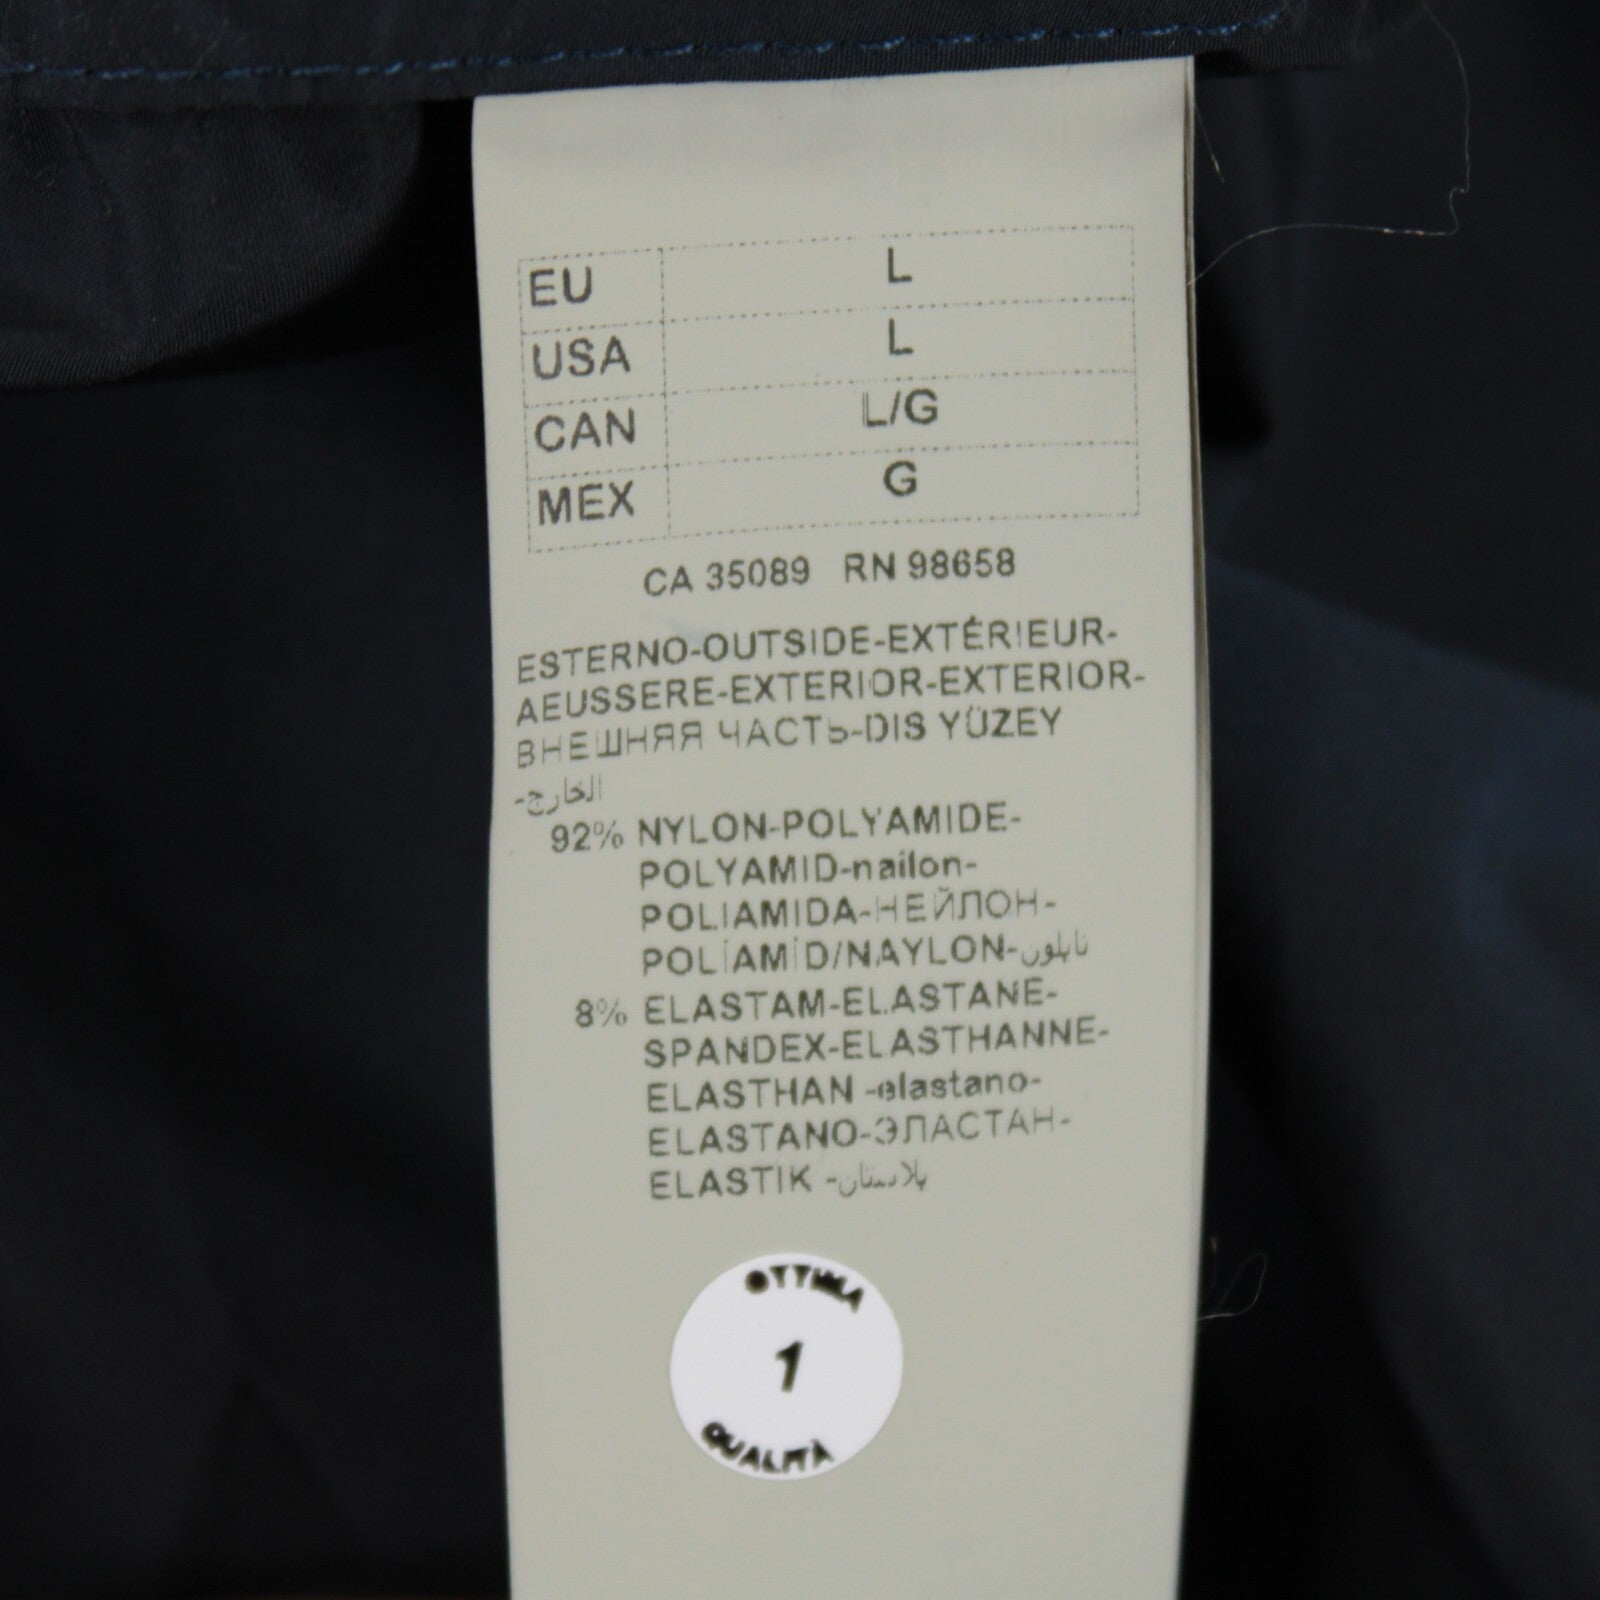 EU L
USA L
CAN L/G
MEX G
CA 35089 RN 98658
ESTERNO-OUTSIDE-EXTÉRIEUR-
AEUSSERE-EXTERIOR-EXTERIOR-
ВНЕШНЯЯ ЧАСТЬ-DIS YÜZEY
الخارج-
92% NYLON-POLYAMIDE-
POLYAMID-nailon-
POLIAMIDA-НЕЙЛОН-
POLİAMİD/NAYLON-نايلون
8% ELASTAM-ELASTANE-
SPANDEX-ELASTHANNE-
ELASTHAN -elastano-
ELASTANO-ЭЛАСТАН-
ELASTIK -بلاستان
OTTIMA
1
QUALITÀ